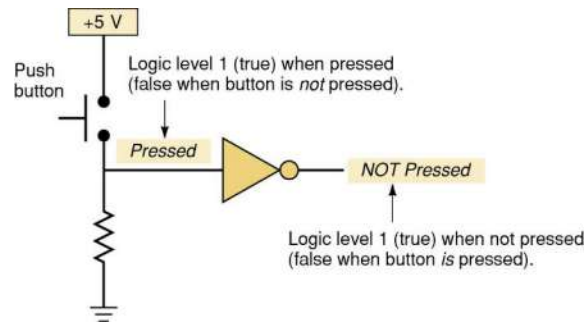 +5 V
Push
button
Logic level 1 (true) when pressed
(false when button is not pressed).
Pressed
NOT Pressed
Logic level 1 (true) when not pressed
(false when button is pressed).